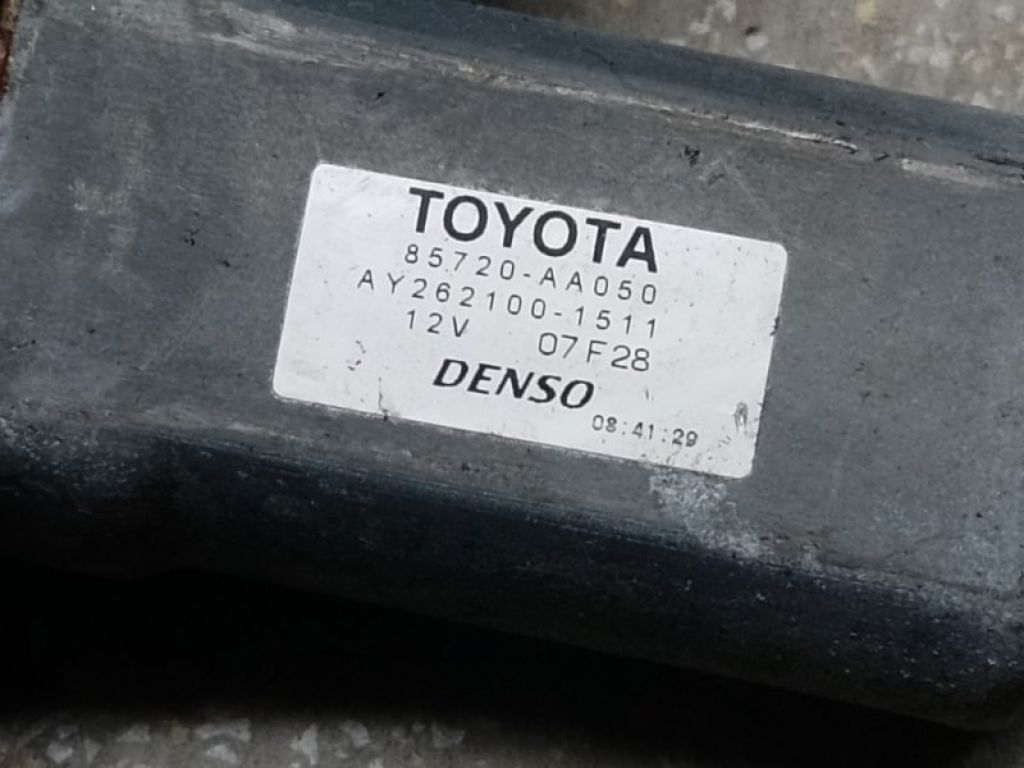 TOYOTA
85720-AA050
AY262100-1511
12V 07F28
DENSO
08:41:29